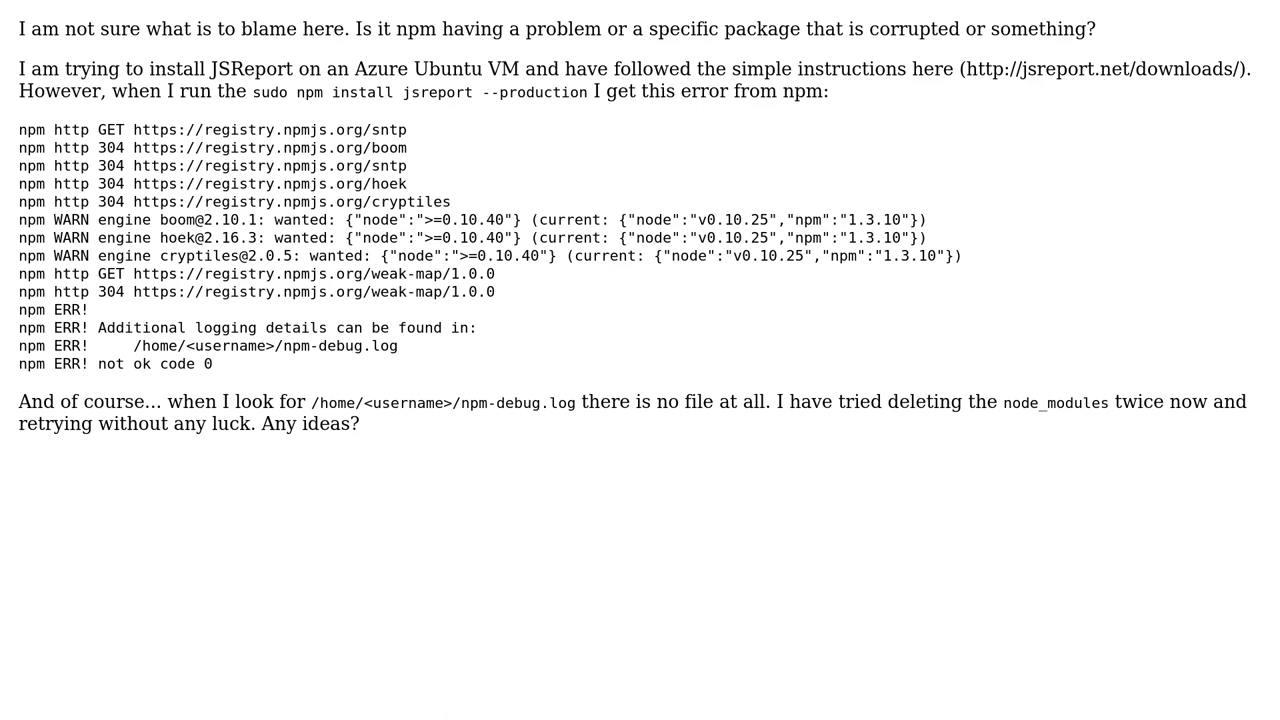 I am not sure what is to blame here. Is it npm having a problem or a specific package that is corrupted or something?
I am trying to install JSReport on an Azure Ubuntu VM and have followed the simple instructions here (http://jsreport.net/downloads/).
However, when I run the sudo npm install jsreport --production I get this error from npm:
npm http GET https://registry.npmjs.org/sntp
npm http 304 https://registry.npmjs.org/boom
npm http 304 https://registry.npmjs.org/sntp
npm http 304 https://registry.npmjs.org/hoek
npm http 304 https://registry.npmjs.org/cryptiles
npm WARN engine boom@2.10.1: wanted: {"node":">=0.10.40"} (current: {"node":"v0.10.25","npm":"1.3.10"})
npm WARN engine hoek@2.16.3: wanted: {"node":">=0.10.40"} (current: {"node":"v0.10.25","npm":"1.3.10"})
npm WARN engine cryptiles@2.0.5: wanted: {"node":">=0.10.40"} (current: {"node":"v0.10.25","npm":"1.3.10"})
npm http GET https://registry.npmjs.org/weak-map/1.0.0
npm http 304 https://registry.npmjs.org/weak-map/1.0.0
npm ERR!
npm ERR! Additional logging details can be found in:
npm ERR!     /home/<username>/npm-debug.log
npm ERR! not ok code 0
And of course... when I look for /home/<username>/npm-debug.log there is no file at all. I have tried deleting the node_modules twice now and
retrying without any luck. Any ideas?